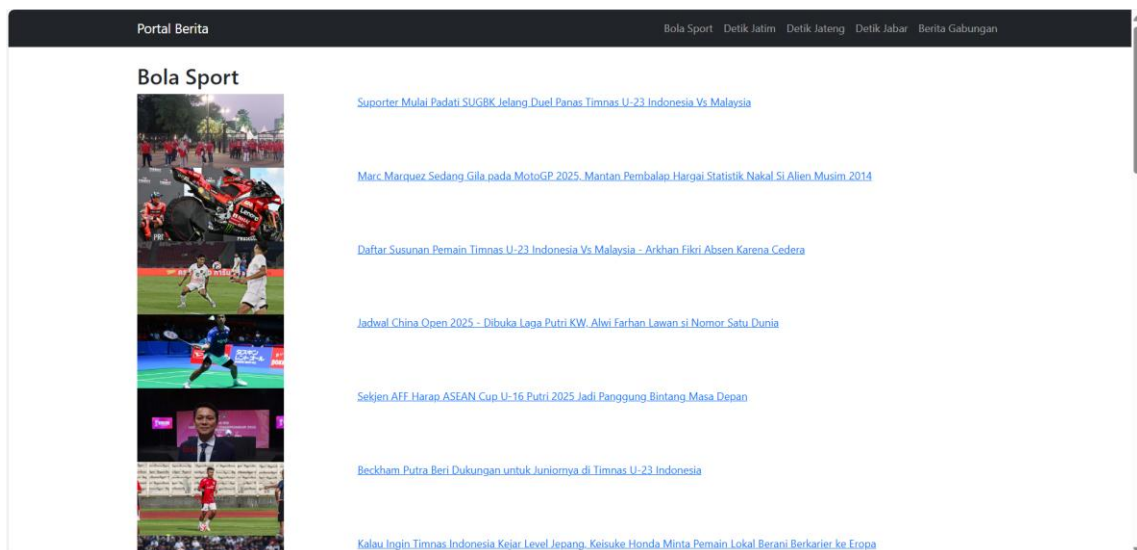 Portal Berita
Bola Sport Detik Jatim Detik Jateng Detik Jabar Berita Gabungan
Bola Sport
Suporter Mulai Padati SUGBK Jelang Duel Panas Timnas U-23 Indonesia Vs Malaysia
Marc Marquez Sedang Gila pada MotoGP 2025, Mantan Pembalap Hargai Statistik Nakal Si Alien Musim 2014
Daftar Susunan Pemain Timnas U-23 Indonesia Vs Malaysia - Arkhan Fikri Absen Karena Cedera
Jadwal China Open 2025 - Dibuka Laga Putri KW, Alwi Farhan Lawan si Nomor Satu Dunia
Sekjen AFF Harap ASEAN Cup U-16 Putri 2025 Jadi Panggung Bintang Masa Depan
Beckham Putra Beri Dukungan untuk Juniornya di Timnas U-23 Indonesia
Kalau Ingin Timnas Indonesia Kejar Level Jepang, Keisuke Honda Minta Pemain Lokal Berani Berkarier ke Eropa